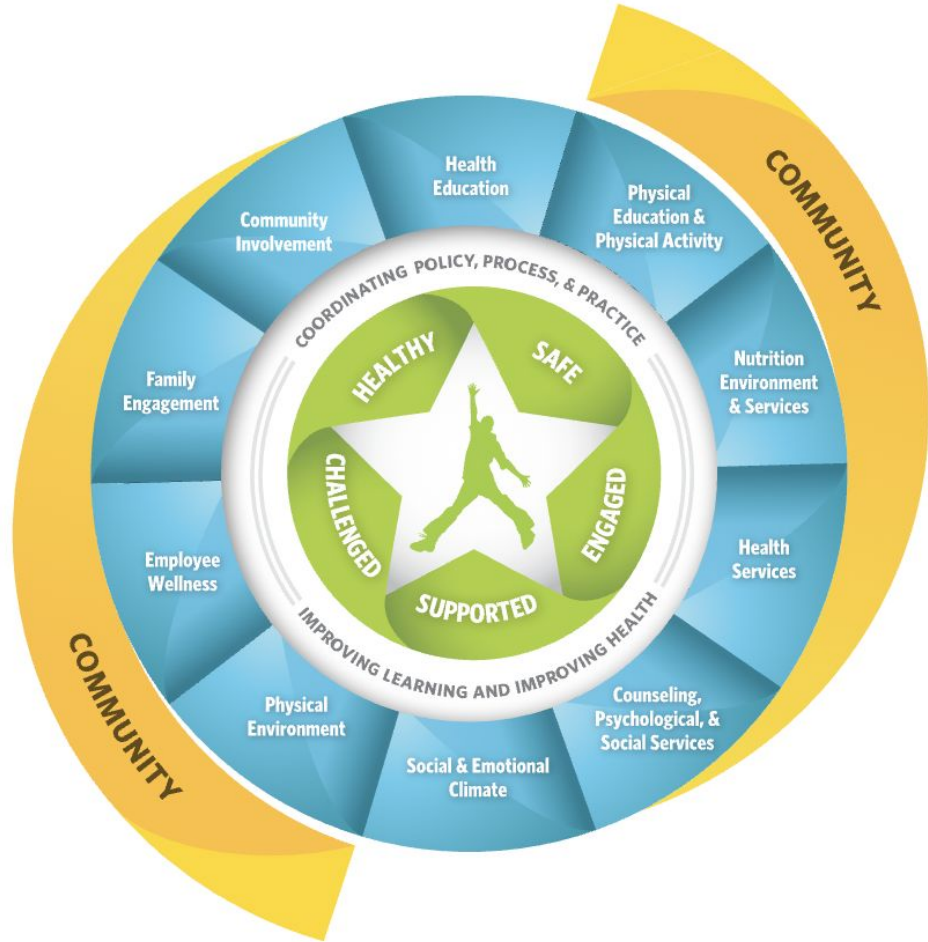 COMMUNITY
Health
Education
Physical
Education &
Physical Activity
Nutrition
Environment
& Services
Health
Services
Counseling,
Psychological, &
Social Services
Social & Emotional
Climate
Physical
Environment
Employee
Wellness
Family
Engagement
Community
Involvement
COORDINATING POLICY, PROCESS, & PRACTICE
IMPROVING LEARNING AND IMPROVING HEALTH
HEALTHY
SAFE
ENGAGED
SUPPORTED
CHALLENGED
COMMUNITY